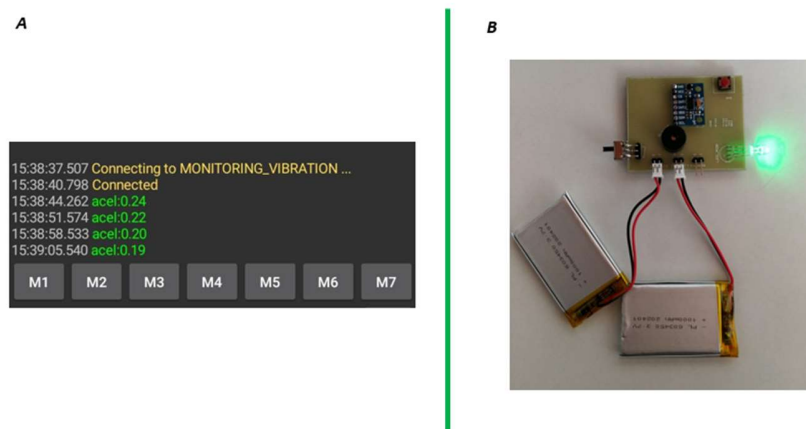 A
B
15:38:37.507 Connecting to MONITORING_VIBRATION ...
15:38:40.798 Connected
15:38:44.262 acel:0.24
15:38:51.574 acel:0.22
15:38:58.533 acel:0.20
15:39:05.540 acel:0.19
M1 M2 M3 M4 M5 M6 M7